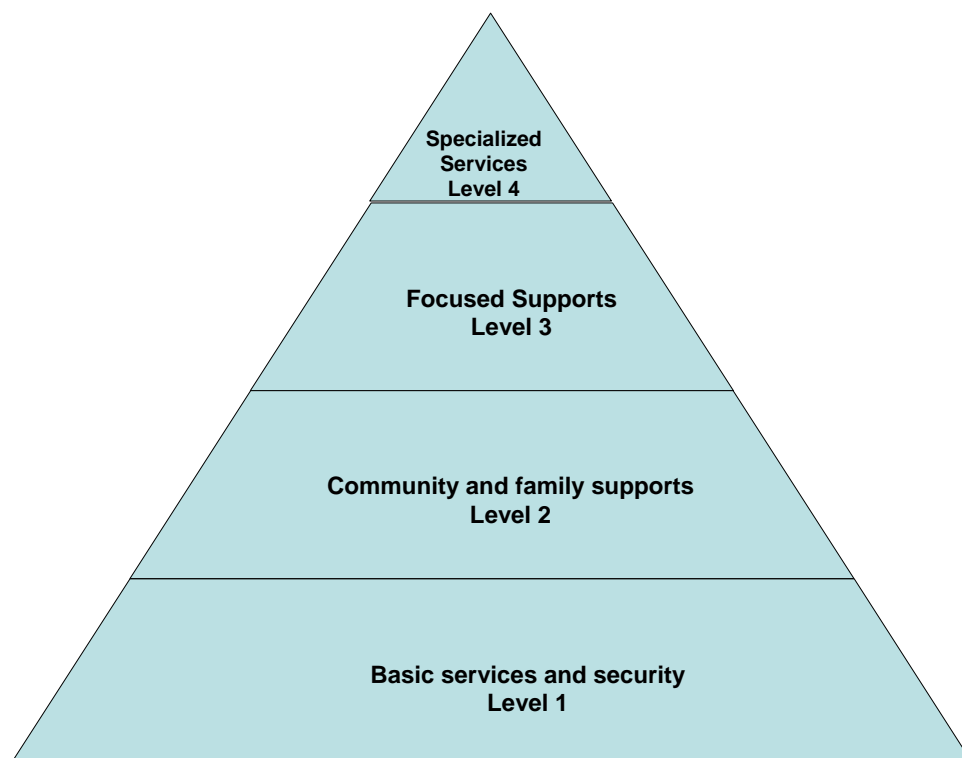 Specialized
Services
Level 4
Focused Supports
Level 3
Community and family supports
Level 2
Basic services and security
Level 1